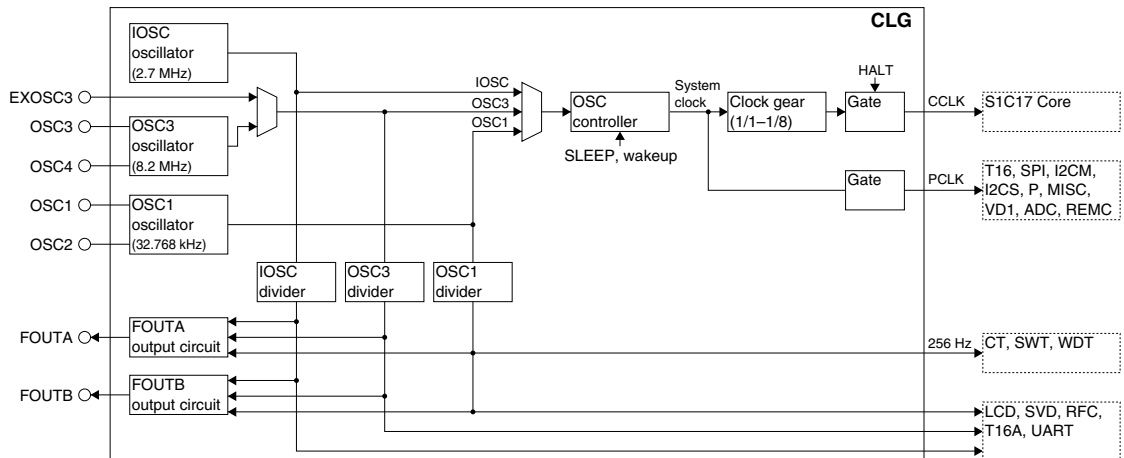 CLG
IOSC
oscillator
(2.7 MHz)
EXOSC3
OSC3
OSC4
OSC3
oscillator
(8.2 MHz)
OSC1
OSC2
OSC1
oscillator
(32.768 kHz)
IOSC
OSC3
OSC1
OSC
controller
SLEEP, wakeup
System
clock
Clock gear
(1/1–1/8)
HALT
Gate
CCLK
S1C17 Core
Gate
PCLK
T16, SPI, I2CM,
I2CS, P, MISC,
VD1, ADC, REMC
IOSC
divider
OSC3
divider
OSC1
divider
FOUTA
FOUTA
output circuit
256 Hz
CT, SWT, WDT
FOUTB
FOUTB
output circuit
LCD, SVD, RFC,
T16A, UART